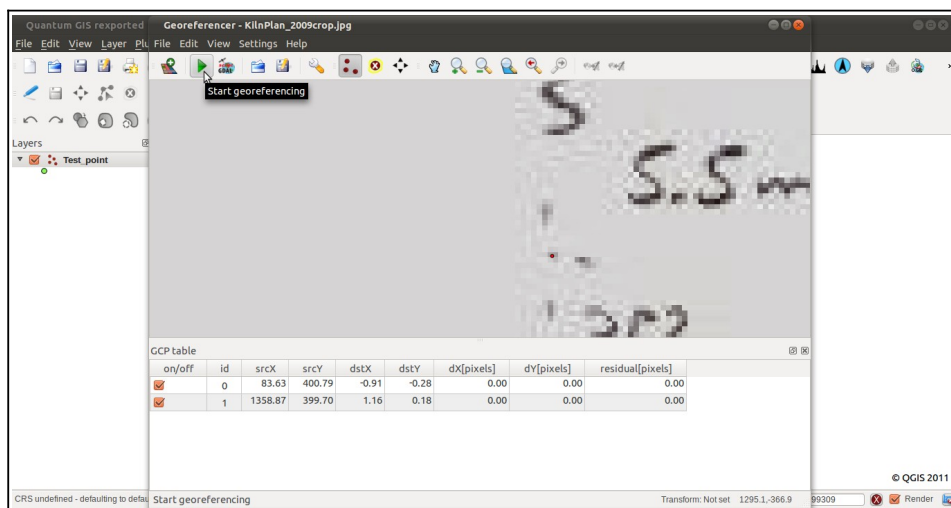 Quantum GIS rexported
Georeferencer - KilnPlan_2009crop.jpg
File Edit View Layer Plu
File Edit View Settings Help
GDAL
Start georeferencing
Layers
Test_point
S
5.5 m
GCP table
on/off id srcX srcY dstX dstY dX[pixels] dY[pixels] residual[pixels]
0 83.63 400.79 -0.91 -0.28 0.00 0.00 0.00
1 1358.87 399.70 1.16 0.18 0.00 0.00 0.00
© QGIS 2011
CRS undefined - defaulting to defau
Start georeferencing
Transform: Not set 1295.1,-366.9
99309
Render